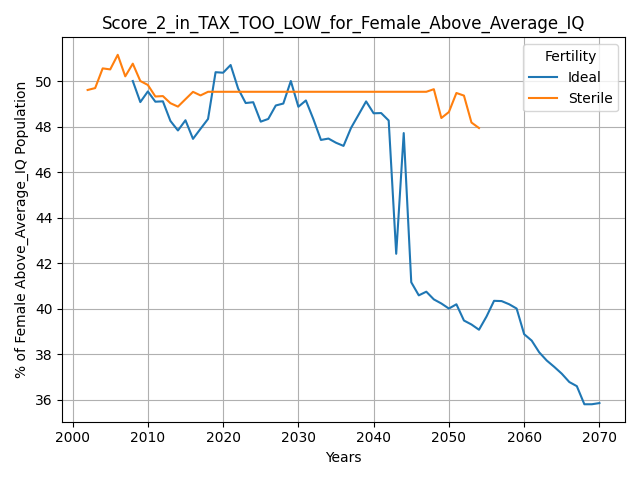 Score_2_in_TAX_TOO_LOW_for_Female_Above_Average_IQ
% of Female Above_Average_IQ Population
50
48
46
44
42
40
38
36
Fertility
Ideal
Sterile
2000 2010 2020 2030 2040 2050 2060 2070
Years